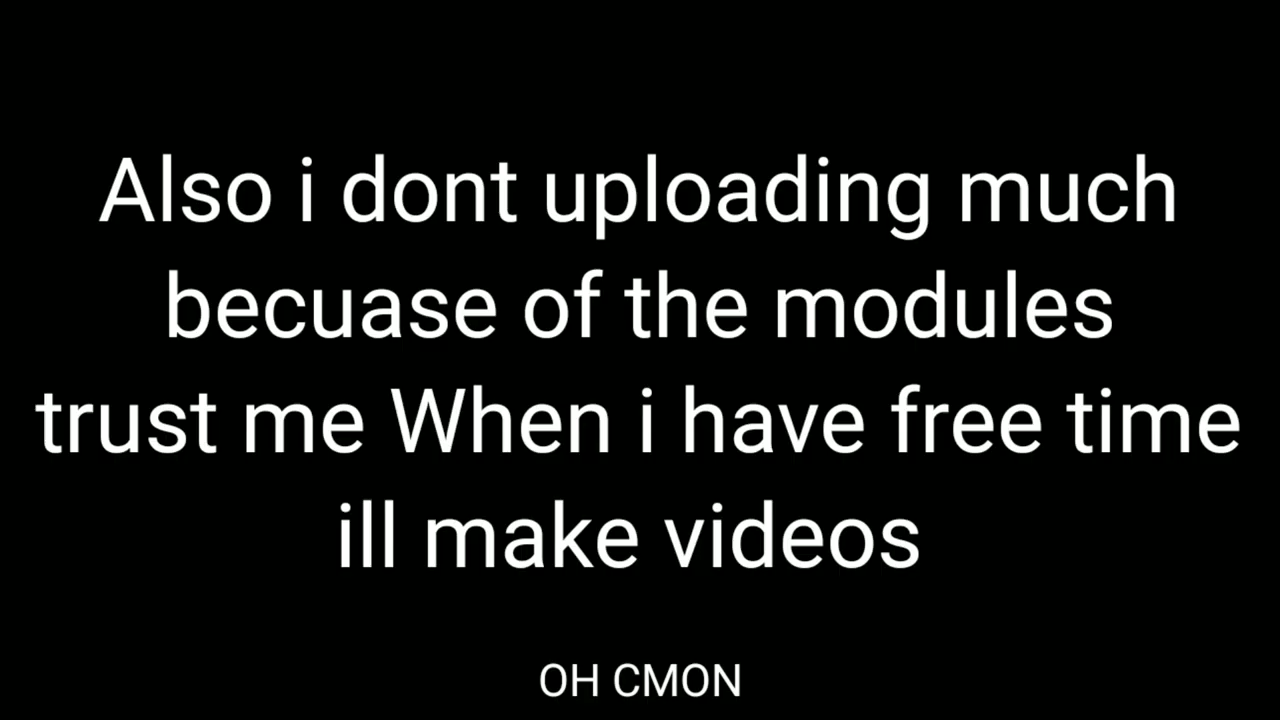 Also i dont uploading much
becuase of the modules
trust me When i have free time
ill make videos
OH CMON